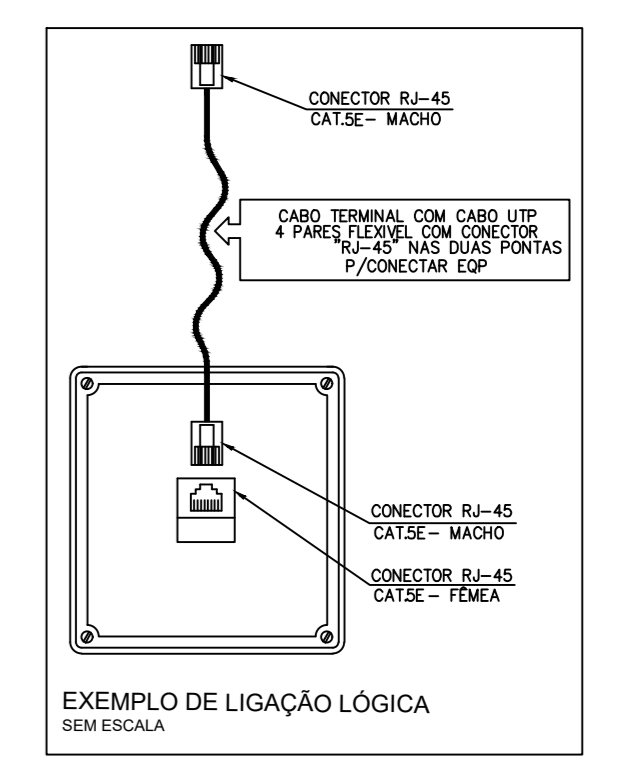 CONECTOR RJ-45
CAT.5E- MACHO
CABO TERMINAL COM CABO UTP
4 PARES FLEXIVEL COM CONECTOR
"RJ-45" NAS DUAS PONTAS
P/CONECTAR EQP
CONECTOR RJ-45
CAT.5E- MACHO
CONECTOR RJ-45
CAT.5E- FÊMEA
EXEMPLO DE LIGAÇÃO LÓGICA
SEM ESCALA